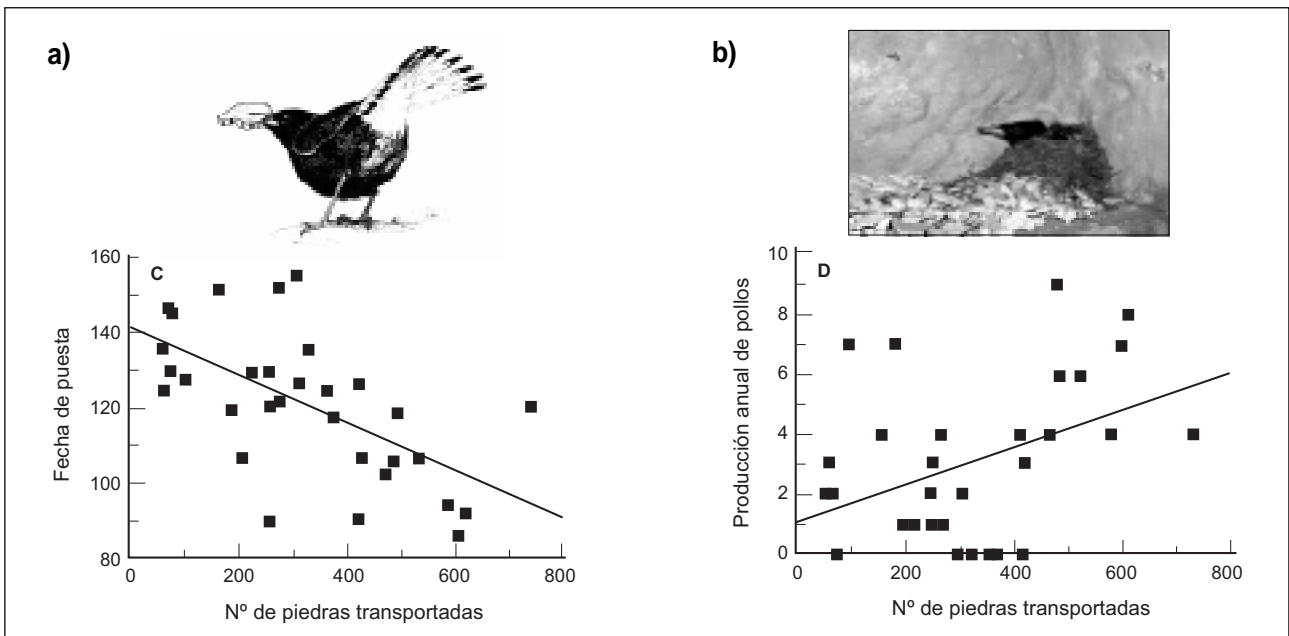 a)
b)
C
160
140
120
100
80
Fecha de puesta
0
200
400
600
800
Nº de piedras transportadas
D
10
8
6
4
2
0
Producción anual de pollos
0
200
400
600
800
Nº de piedras transportadas